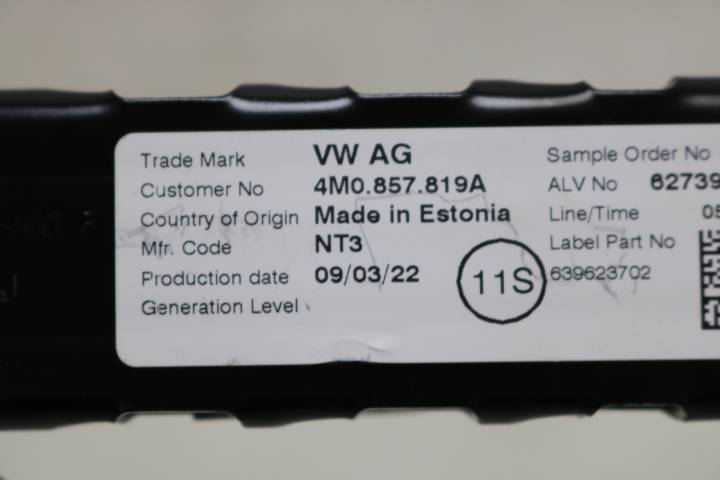 Trade Mark VW AG Sample Order No
Customer No 4M0.857.819A ALV No 62739
Country of Origin Made in Estonia Line/Time
Mfr. Code NT3 Label Part No
Production date 09/03/22 11S 639623702
Generation Level